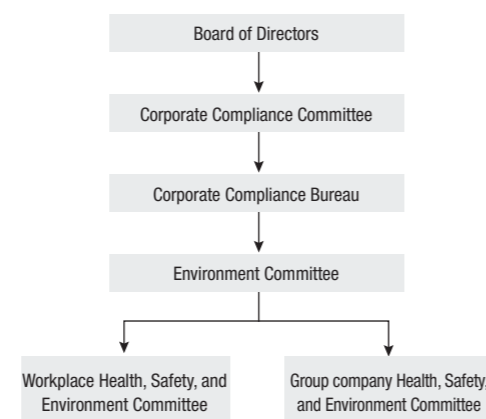 Board of Directors
Corporate Compliance Committee
Corporate Compliance Bureau
Environment Committee
Workplace Health, Safety, and
Environment Committee
Group company Health, Safety,
and Environment Committee